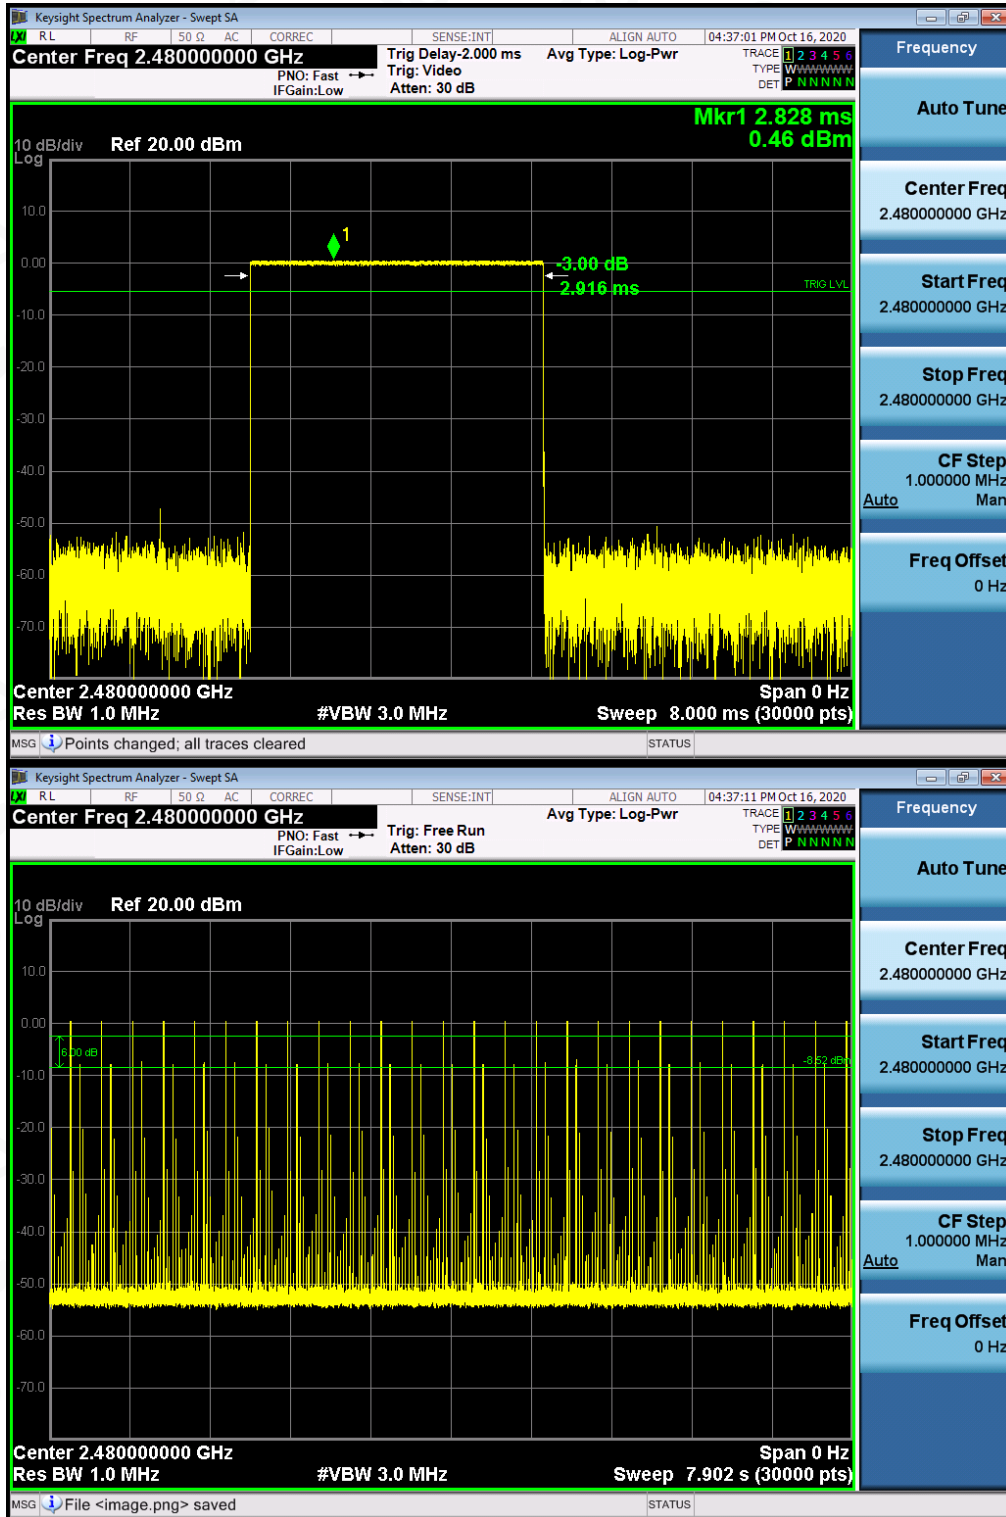 Keysight Spectrum Analyzer - Swept SA
LXI RL RF 50 Ω AC CORREC SENSE:INT ALIGN AUTO 04:37:01 PM Oct 16, 2020
Center Freq 2.480000000 GHz
PNO: Fast
IFGain:Low
Trig Delay-2.000 ms
Trig: Video
Atten: 30 dB
Avg Type: Log-Pwr
TRACE 1 2 3 4 5 6
TYPE WWWWWW
DET P N N N N N
Mkr1 2.828 ms
0.46 dBm
10 dB/div
Log
Ref 20.00 dBm
10.0
0.00
-10.0
-20.0
-30.0
-40.0
-50.0
-60.0
-70.0
1
-3.00 dB
2.916 ms
TRIG LVL
Center 2.480000000 GHz
Span 0 Hz
Res BW 1.0 MHz
#VBW 3.0 MHz
Sweep 8.000 ms (30000 pts)
MSG Points changed; all traces cleared
STATUS
Frequency
Auto Tune
Center Freq
2.480000000 GHz
Start Freq
2.480000000 GHz
Stop Freq
2.480000000 GHz
CF Step
1.000000 MHz
Auto Man
Freq Offset
0 Hz
Keysight Spectrum Analyzer - Swept SA
LXI RL RF 50 Ω AC CORREC SENSE:INT ALIGN AUTO 04:37:11 PM Oct 16, 2020
Center Freq 2.480000000 GHz
PNO: Fast
IFGain:Low
Trig: Free Run
Atten: 30 dB
Avg Type: Log-Pwr
TRACE 1 2 3 4 5 6
TYPE WWWWWW
DET P N N N N N
10 dB/div
Log
Ref 20.00 dBm
10.0
0.00
-10.0
-20.0
-30.0
-40.0
-50.0
-60.0
-70.0
6.00 dB
-8.52 dBm
Center 2.480000000 GHz
Span 0 Hz
Res BW 1.0 MHz
#VBW 3.0 MHz
Sweep 7.902 s (30000 pts)
MSG File <image.png> saved
STATUS
Frequency
Auto Tune
Center Freq
2.480000000 GHz
Start Freq
2.480000000 GHz
Stop Freq
2.480000000 GHz
CF Step
1.000000 MHz
Auto Man
Freq Offset
0 Hz